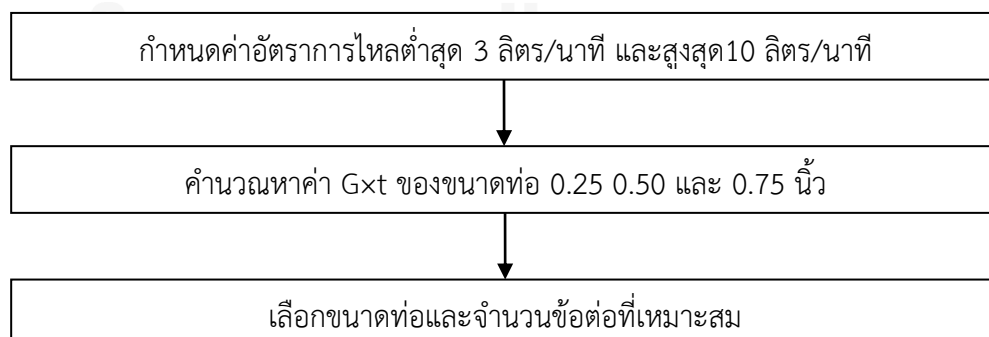 กำหนดค่าอัตราการไหลต่ำสุด 3 ลิตร/นาที และสูงสุด10 ลิตร/นาที
คำนวณหาค่า G×t ของขนาดท่อ 0.25 0.50 และ 0.75 นิ้ว
เลือกขนาดท่อและจำนวนข้อต่อที่เหมาะสม